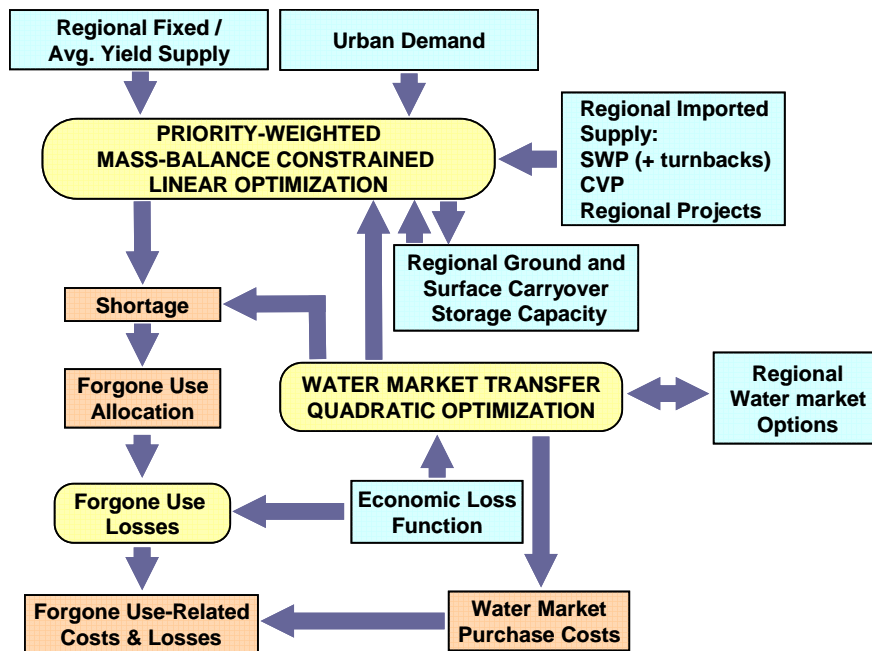 Regional Fixed /
Avg. Yield Supply
Urban Demand
Regional Imported
Supply:
SWP (+ turnbacks)
CVP
Regional Projects
PRIORITY-WEIGHTED
MASS-BALANCE CONSTRAINED
LINEAR OPTIMIZATION
Regional Ground and
Surface Carryover
Storage Capacity
Shortage
Forgone Use
Allocation
WATER MARKET TRANSFER
QUADRATIC OPTIMIZATION
Regional
Water market
Options
Forgone Use
Losses
Economic Loss
Function
Forgone Use-Related
Costs & Losses
Water Market
Purchase Costs